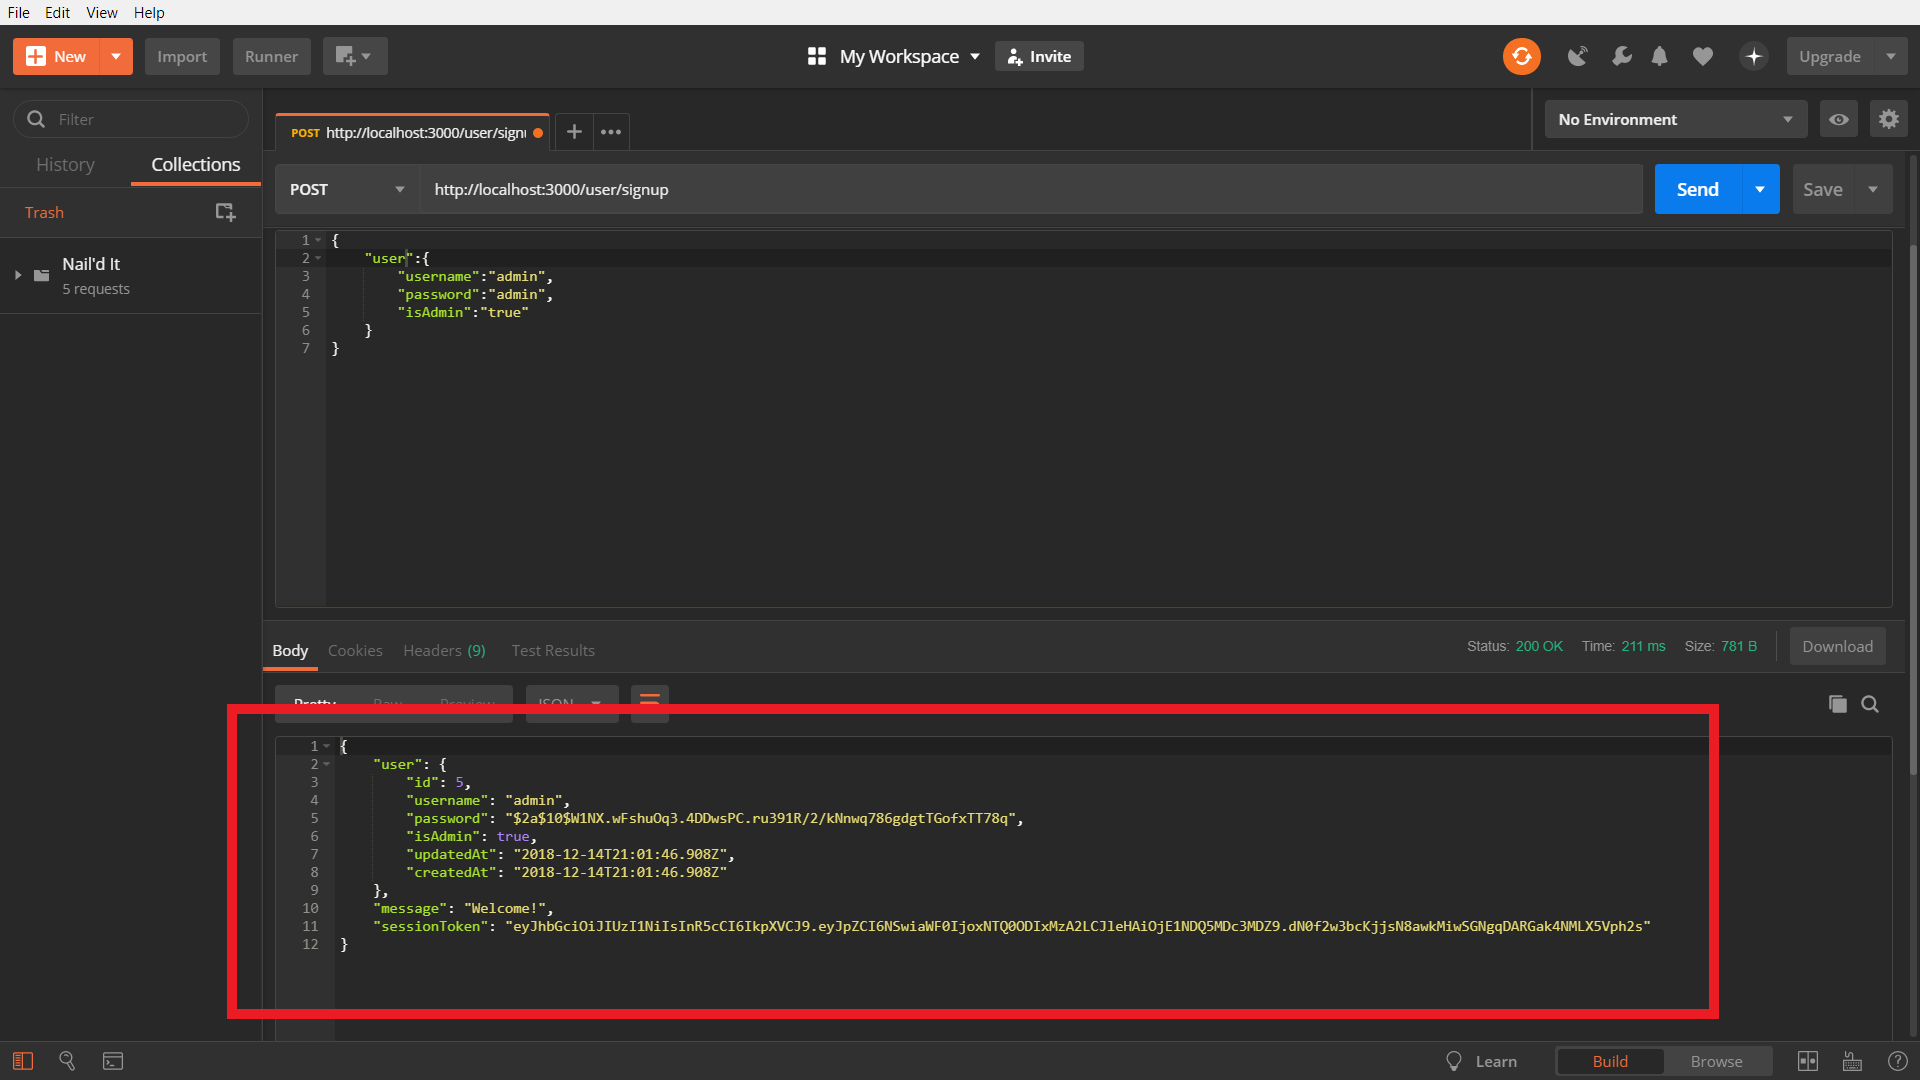 File Edit View Help
New Import Runner My Workspace Invite Upgrade
Filter
History Collections
Trash
Nail'd It
5 requests
POST http://localhost:3000/user/signu
No Environment
POST http://localhost:3000/user/signup Send Save
1 {
2 "user":{
3 "username":"admin",
4 "password":"admin",
5 "isAdmin":"true"
6 }
7 }
Body Cookies Headers (9) Test Results Status: 200 OK Time: 211 ms Size: 781 B Download
Pretty Raw Preview JSON
1 {
2 "user": {
3 "id": 5,
4 "username": "admin",
5 "password": "$2a$10$W1NX.wFshuOq3.4DDwsPC.ru391R/2/kNnwq786gdgtTGofxTT78q",
6 "isAdmin": true,
7 "updatedAt": "2018-12-14T21:01:46.908Z",
8 "createdAt": "2018-12-14T21:01:46.908Z"
9 },
10 "message": "Welcome!",
11 "sessionToken": "eyJhbGciOiJIUzI1NiIsInR5cCI6IkpXVCJ9.eyJpZCI6NSwiaWF0IjoxNTQ0ODIxMzA2LCJleHAiOjE1NDQ5MDc3MDZ9.dN0f2w3bcKjjsN8awkMiwSGNgqDARGak4NMLX5Vph2s"
12 }
Learn Build Browse